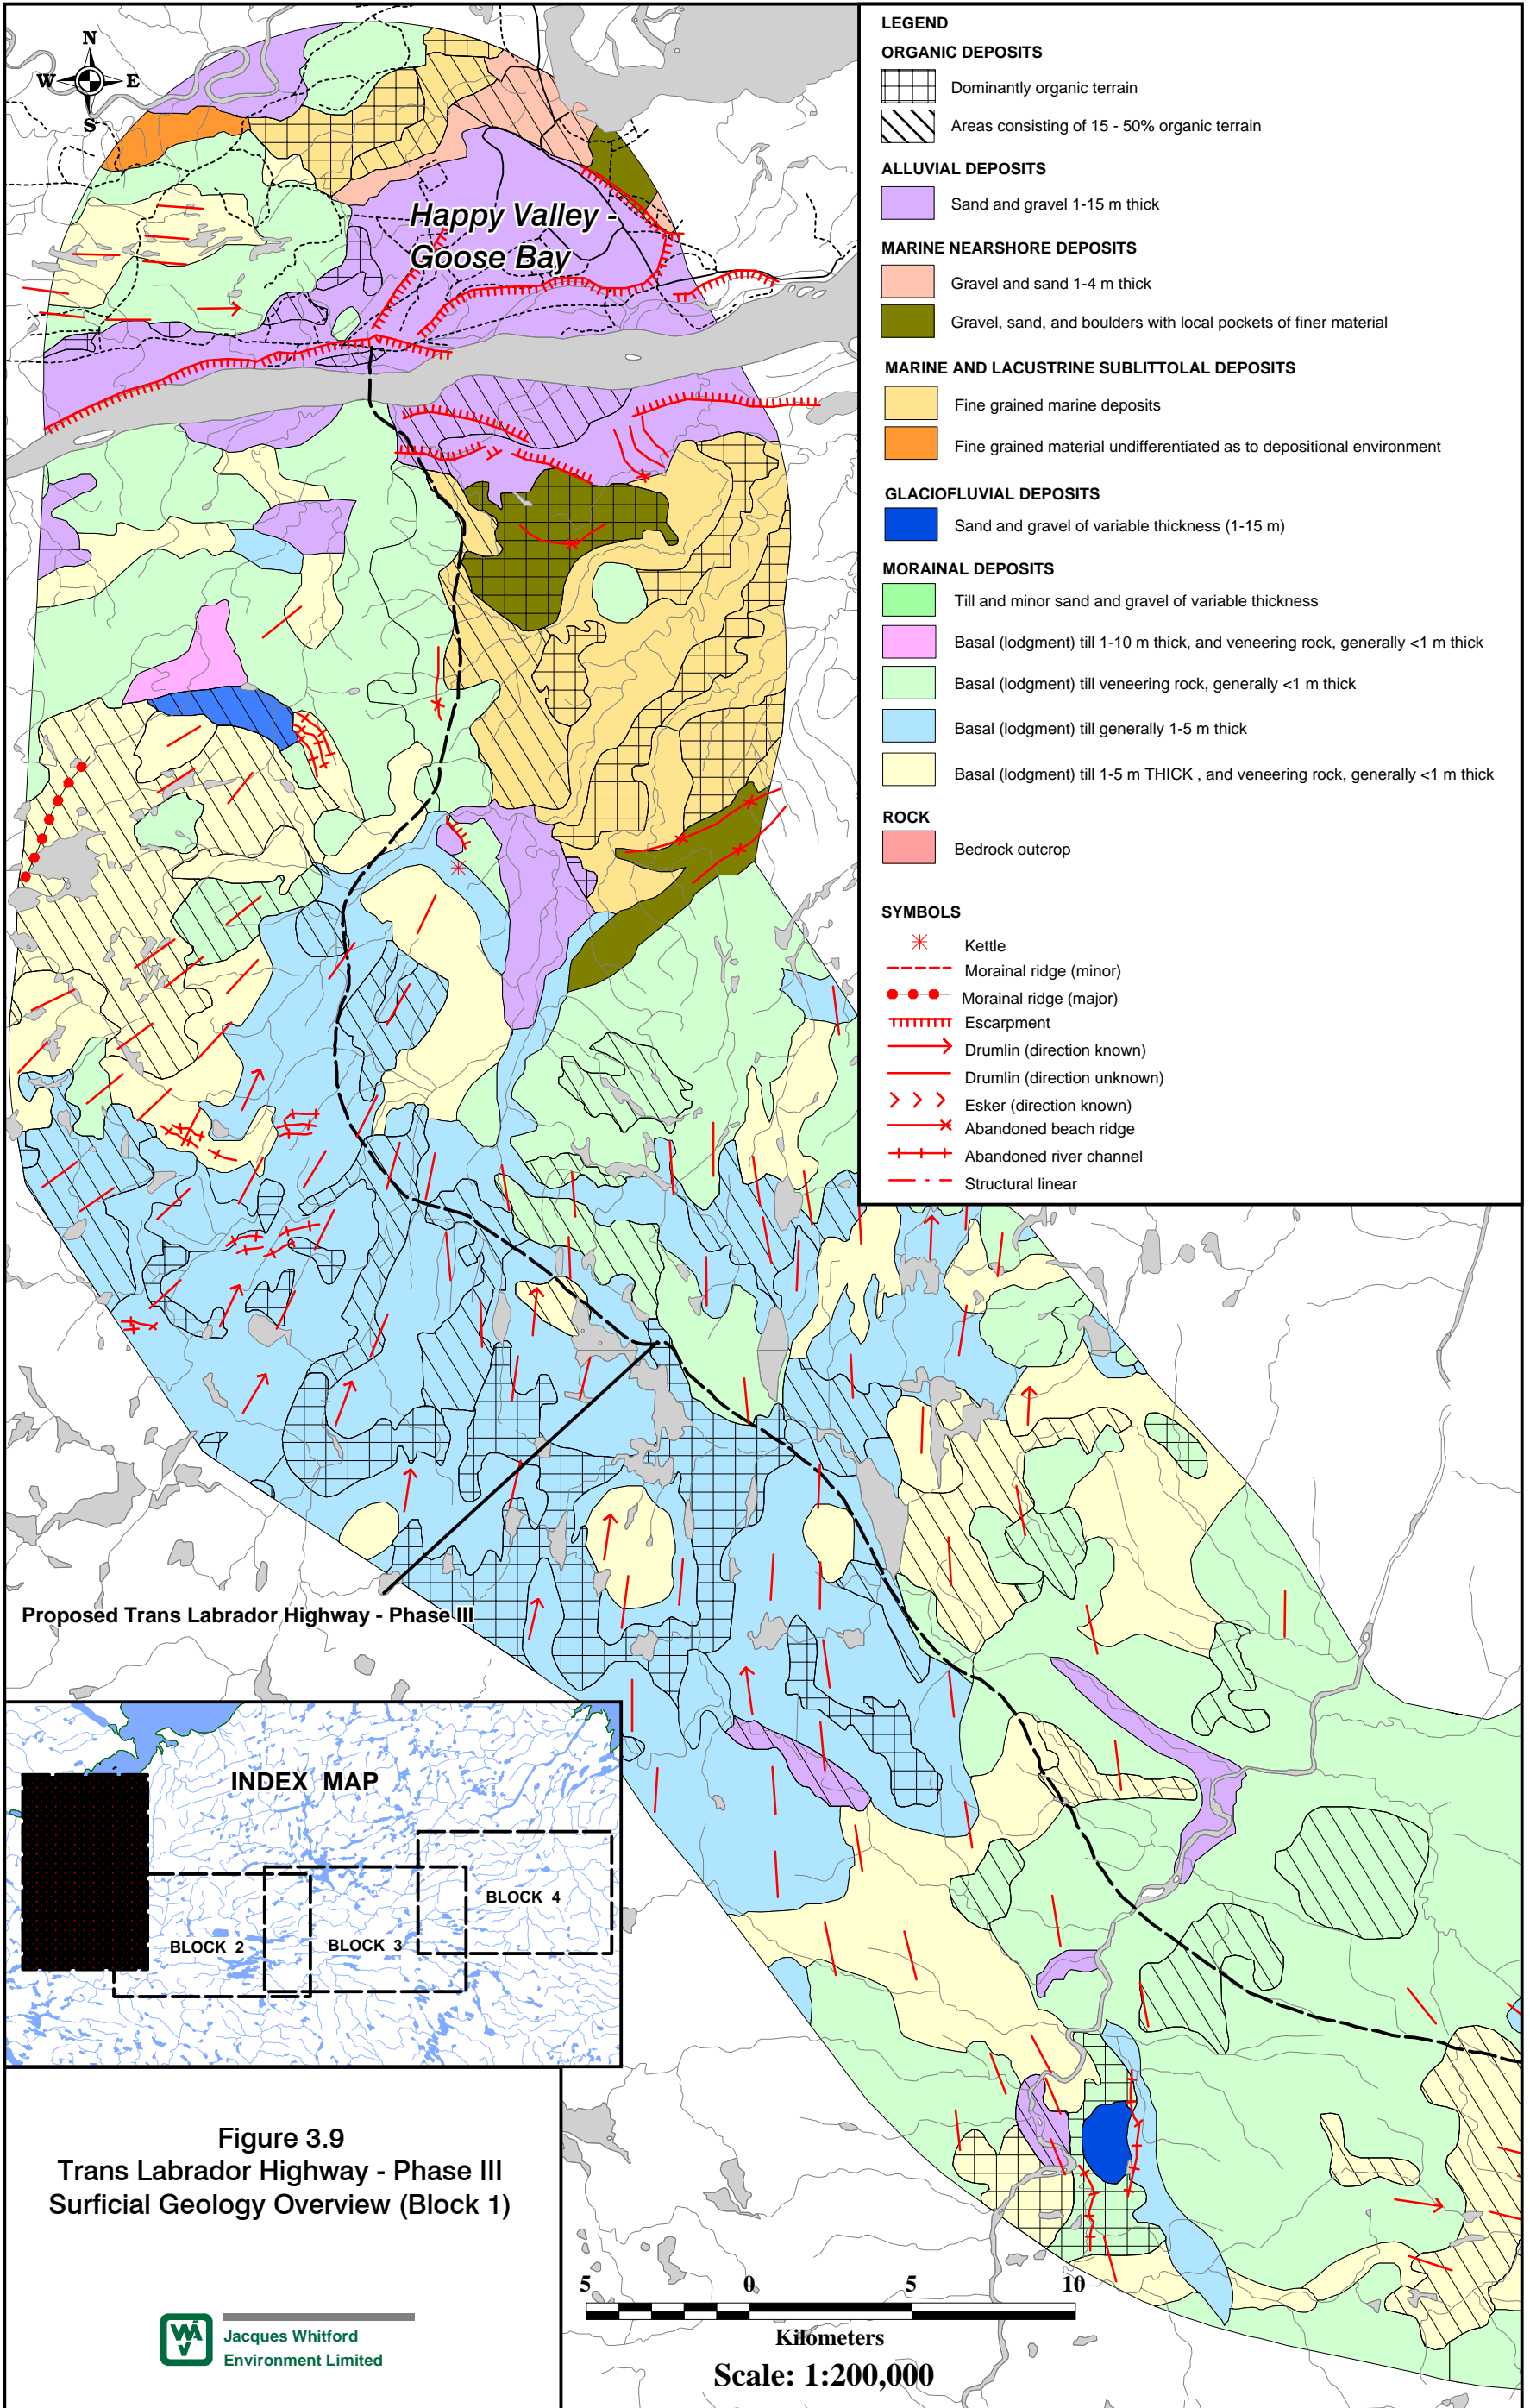 N
W E
S
Happy Valley -
Goose Bay
LEGEND
ORGANIC DEPOSITS
Dominantly organic terrain
Areas consisting of 15 - 50% organic terrain
ALLUVIAL DEPOSITS
Sand and gravel 1-15 m thick
MARINE NEARSHORE DEPOSITS
Gravel and sand 1-4 m thick
Gravel, sand, and boulders with local pockets of finer material
MARINE AND LACUSTRINE SUBLITTOLAL DEPOSITS
Fine grained marine deposits
Fine grained material undifferentiated as to depositional environment
GLACIOFLUVIAL DEPOSITS
Sand and gravel of variable thickness (1-15 m)
MORAINAL DEPOSITS
Till and minor sand and gravel of variable thickness
Basal (lodgment) till 1-10 m thick, and veneering rock, generally <1 m thick
Basal (lodgment) till veneering rock, generally <1 m thick
Basal (lodgment) till generally 1-5 m thick
Basal (lodgment) till 1-5 m THICK , and veneering rock, generally <1 m thick
ROCK
Bedrock outcrop
SYMBOLS
Kettle
Morainal ridge (minor)
Morainal ridge (major)
Escarpment
Drumlin (direction known)
Drumlin (direction unknown)
Esker (direction known)
Abandoned beach ridge
Abandoned river channel
Structural linear
Proposed Trans Labrador Highway - Phase III
INDEX MAP
BLOCK 4
BLOCK 2
BLOCK 3
Figure 3.9
Trans Labrador Highway - Phase III
Surficial Geology Overview (Block 1)
Jacques Whitford
Environment Limited
5 0 5 10
Kilometers
Scale: 1:200,000